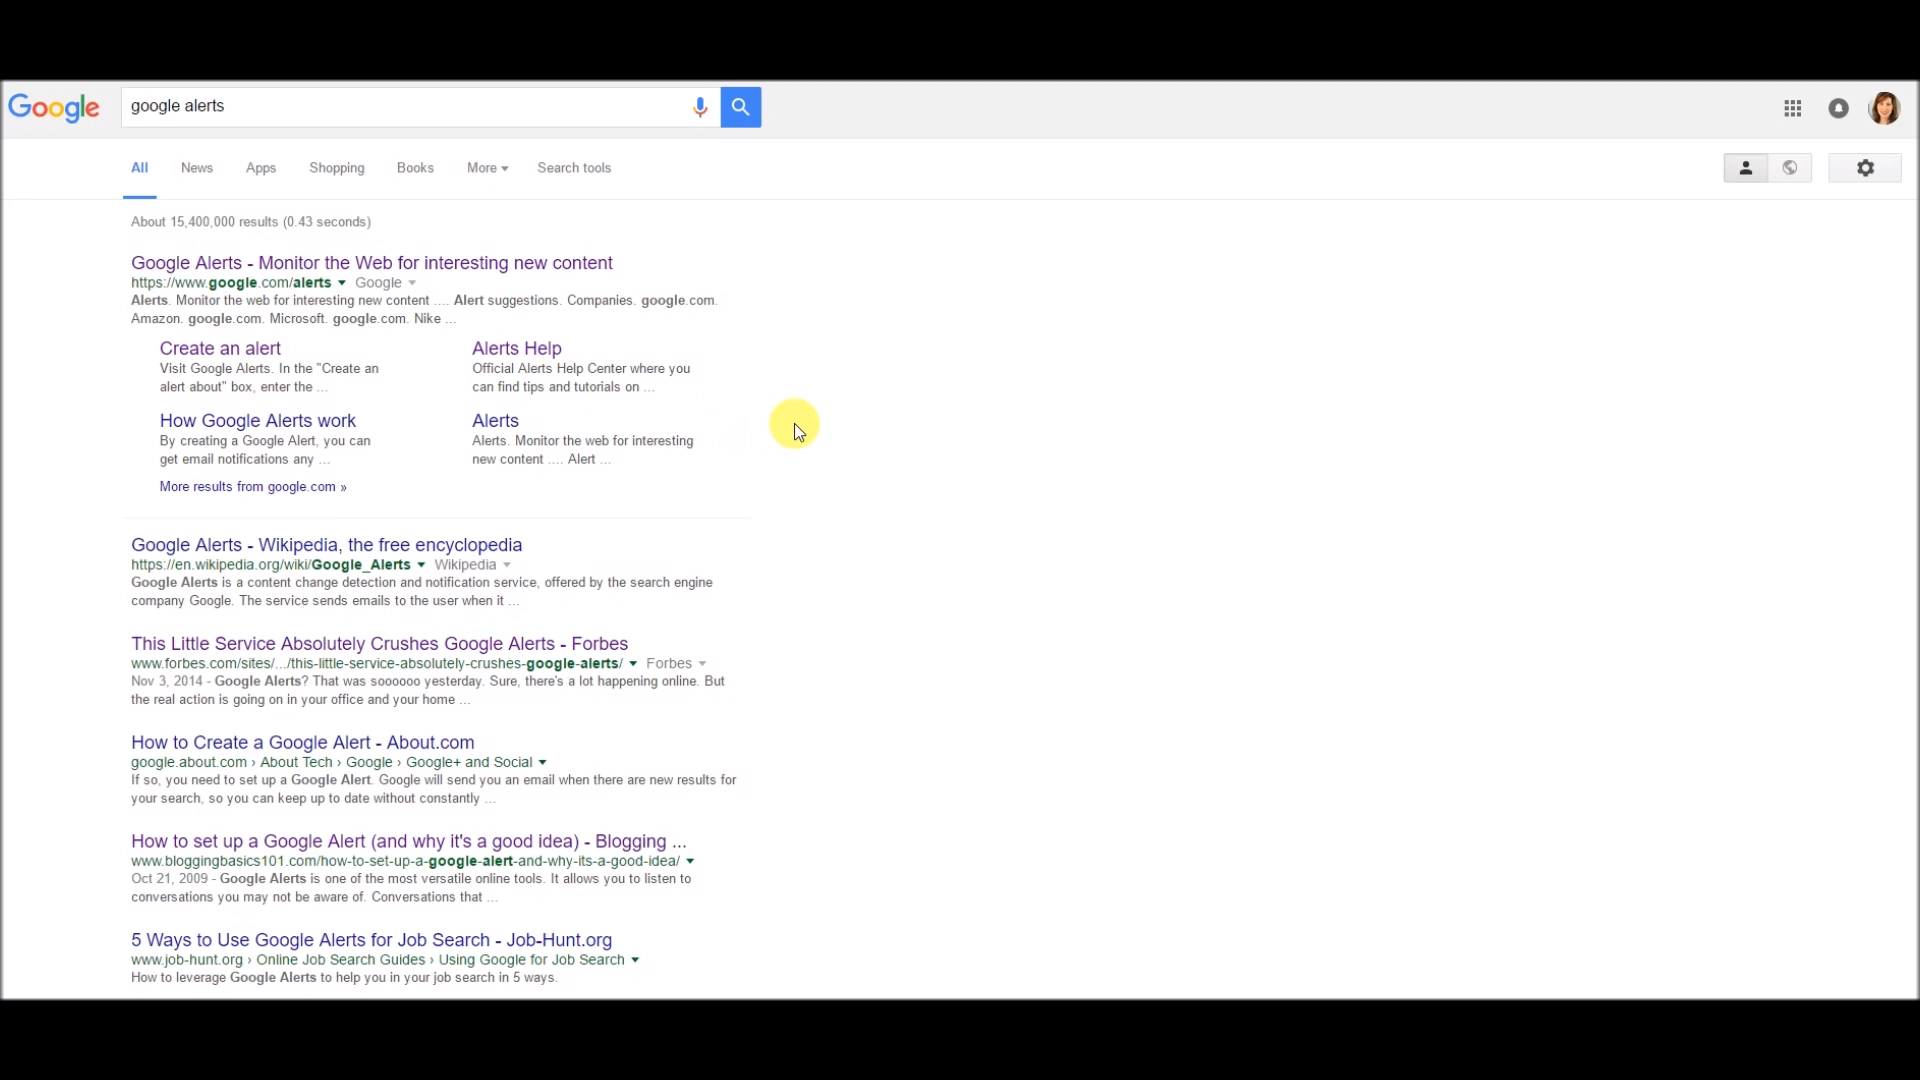 Google
google alerts
All News Apps Shopping Books More Search tools
About 15,400,000 results (0.43 seconds)
Google Alerts - Monitor the Web for interesting new content
https://www.google.com/alerts Google
Alerts. Monitor the web for interesting new content .... Alert suggestions. Companies. google.com.
Amazon. google.com. Microsoft. google.com. Nike ...
Create an alert
Visit Google Alerts. In the "Create an
alert about" box, enter the ...
Alerts Help
Official Alerts Help Center where you
can find tips and tutorials on ...
How Google Alerts work
By creating a Google Alert, you can
get email notifications any ...
Alerts
Alerts. Monitor the web for interesting
new content .... Alert ...
More results from google.com »
Google Alerts - Wikipedia, the free encyclopedia
https://en.wikipedia.org/wiki/Google_Alerts Wikipedia
Google Alerts is a content change detection and notification service, offered by the search engine
company Google. The service sends emails to the user when it ...
This Little Service Absolutely Crushes Google Alerts - Forbes
www.forbes.com/sites/.../this-little-service-absolutely-crushes-google-alerts/ Forbes
Nov 3, 2014 - Google Alerts? That was soooooo yesterday. Sure, there's a lot happening online. But
the real action is going on in your office and your home ...
How to Create a Google Alert - About.com
google.about.com › About Tech › Google › Google+ and Social
If so, you need to set up a Google Alert. Google will send you an email when there are new results for
your search, so you can keep up to date without constantly ...
How to set up a Google Alert (and why it's a good idea) - Blogging ...
www.bloggingbasics101.com/how-to-set-up-a-google-alert-and-why-its-a-good-idea/
Oct 21, 2009 - Google Alerts is one of the most versatile online tools. It allows you to listen to
conversations you may not be aware of. Conversations that ...
5 Ways to Use Google Alerts for Job Search - Job-Hunt.org
www.job-hunt.org › Online Job Search Guides › Using Google for Job Search
How to leverage Google Alerts to help you in your job search in 5 ways.